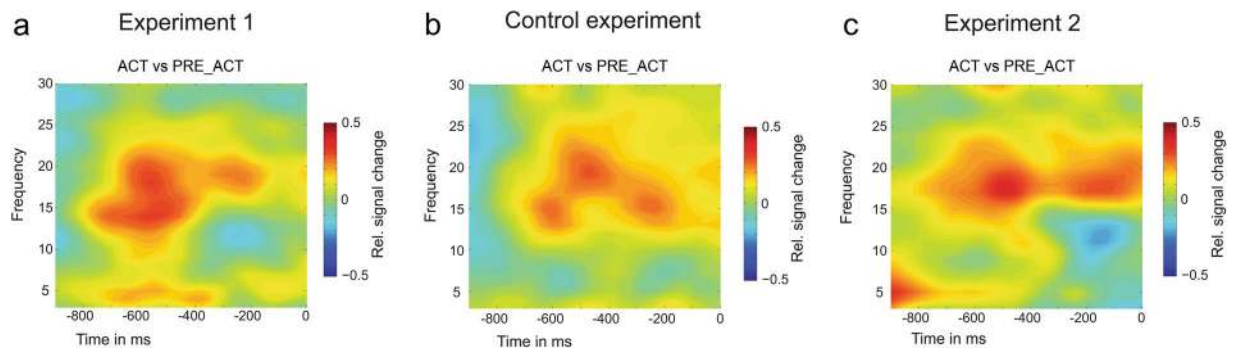 a Experiment 1
ACT vs PRE_ACT
30
25
20
15
10
5
Frequency
-800 -600 -400 -200 0
Time in ms
0.5
0
−0.5
Rel. signal change
b Control experiment
ACT vs PRE_ACT
30
25
20
15
10
5
Frequency
-800 -600 -400 -200 0
Time in ms
0.5
0
−0.5
Rel. signal change
c Experiment 2
ACT vs PRE_ACT
30
25
20
15
10
5
Frequency
-800 -600 -400 -200 0
Time in ms
0.5
0
−0.5
Rel. signal change